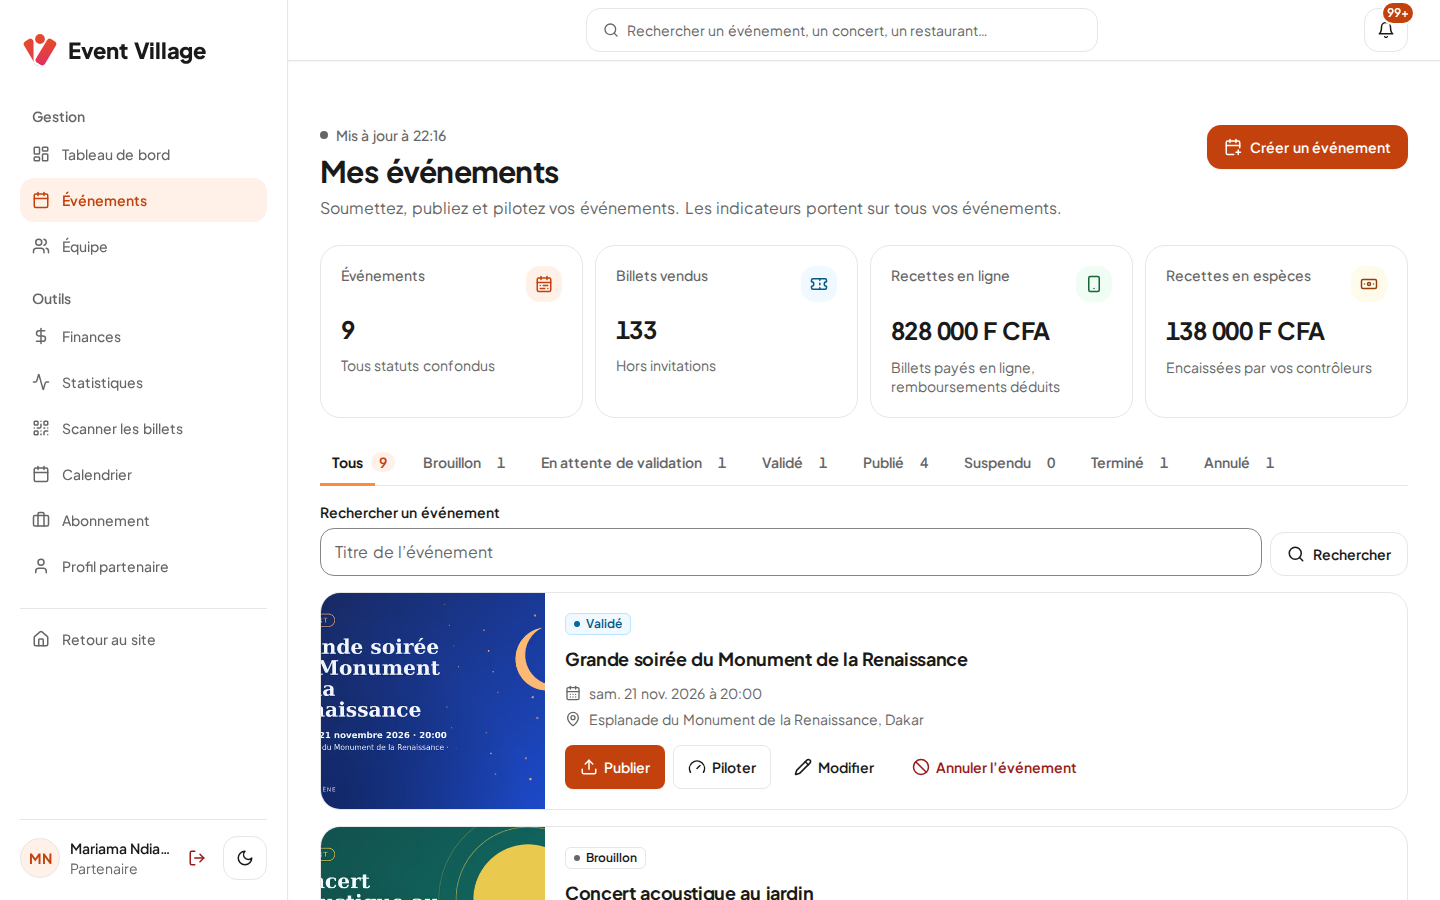 Event Village
Gestion
Tableau de bord
Événements
Équipe
Outils
Finances
Statistiques
Scanner les billets
Calendrier
Abonnement
Profil partenaire
Retour au site
MN
Mariama Ndia...
Partenaire
Rechercher un événement, un concert, un restaurant...
99+
Mis à jour à 22:16
Mes événements
Soumettez, publiez et pilotez vos événements. Les indicateurs portent sur tous vos événements.
Créer un événement
Événements
9
Tous statuts confondus
Billets vendus
133
Hors invitations
Recettes en ligne
828 000 F CFA
Billets payés en ligne,
remboursements déduits
Recettes en espèces
138 000 F CFA
Encaissées par vos contrôleurs
Tous 9 Brouillon 1 En attente de validation 1 Validé 1 Publié 4 Suspendu 0 Terminé 1 Annulé 1
Rechercher un événement
Titre de l’événement
Rechercher
nde soirée
Monument
a
naissance
21 novembre 2026 · 20:00
du Monument de la Renaissance ·
ENE
Validé
Grande soirée du Monument de la Renaissance
sam. 21 nov. 2026 à 20:00
Esplanade du Monument de la Renaissance, Dakar
Publier Piloter Modifier Annuler l’événement
ncert
Brouillon
Concert acoustique au jardin